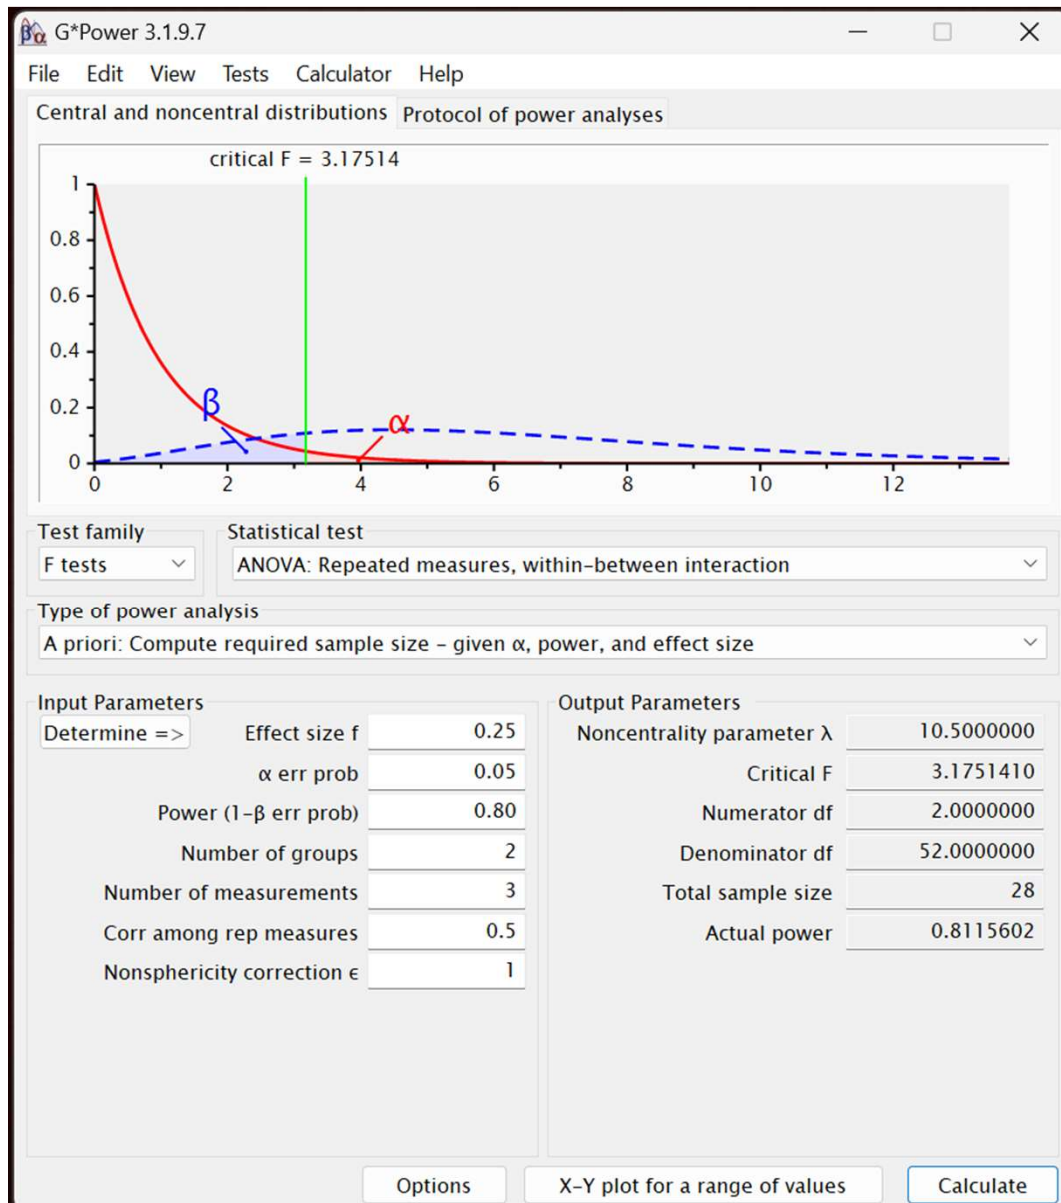 G*Power 3.1.9.7
File Edit View Tests Calculator Help
Central and noncentral distributions Protocol of power analyses
critical F = 3.17514
1
0.8
0.6
0.4
0.2
0
β
α
0 2 4 6 8 10 12
Test family Statistical test
F tests ANOVA: Repeated measures, within-between interaction
Type of power analysis
A priori: Compute required sample size - given α, power, and effect size
Input Parameters Output Parameters
Determine => Effect size f 0.25 Noncentrality parameter λ 10.5000000
α err prob 0.05 Critical F 3.1751410
Power (1-β err prob) 0.80 Numerator df 2.0000000
Number of groups 2 Denominator df 52.0000000
Number of measurements 3 Total sample size 28
Corr among rep measures 0.5 Actual power 0.8115602
Nonsphericity correction ϵ 1
Options X-Y plot for a range of values Calculate